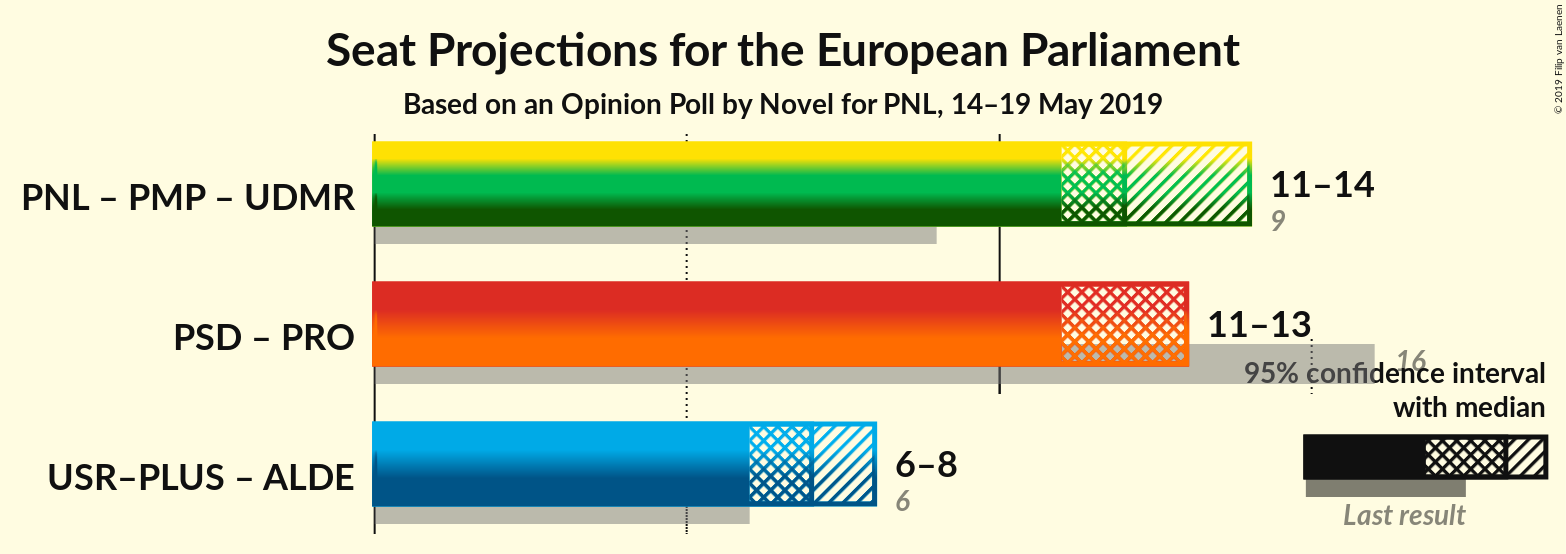 Seat Projections for the European Parliament
Based on an Opinion Poll by Novel for PNL, 14–19 May 2019
© 2019 Filip van Laenen
PNL – PMP – UDMR
11–14
9
PSD – PRO
11–13
16
95% confidence interval
with median
USR–PLUS – ALDE
6–8
6
Last result